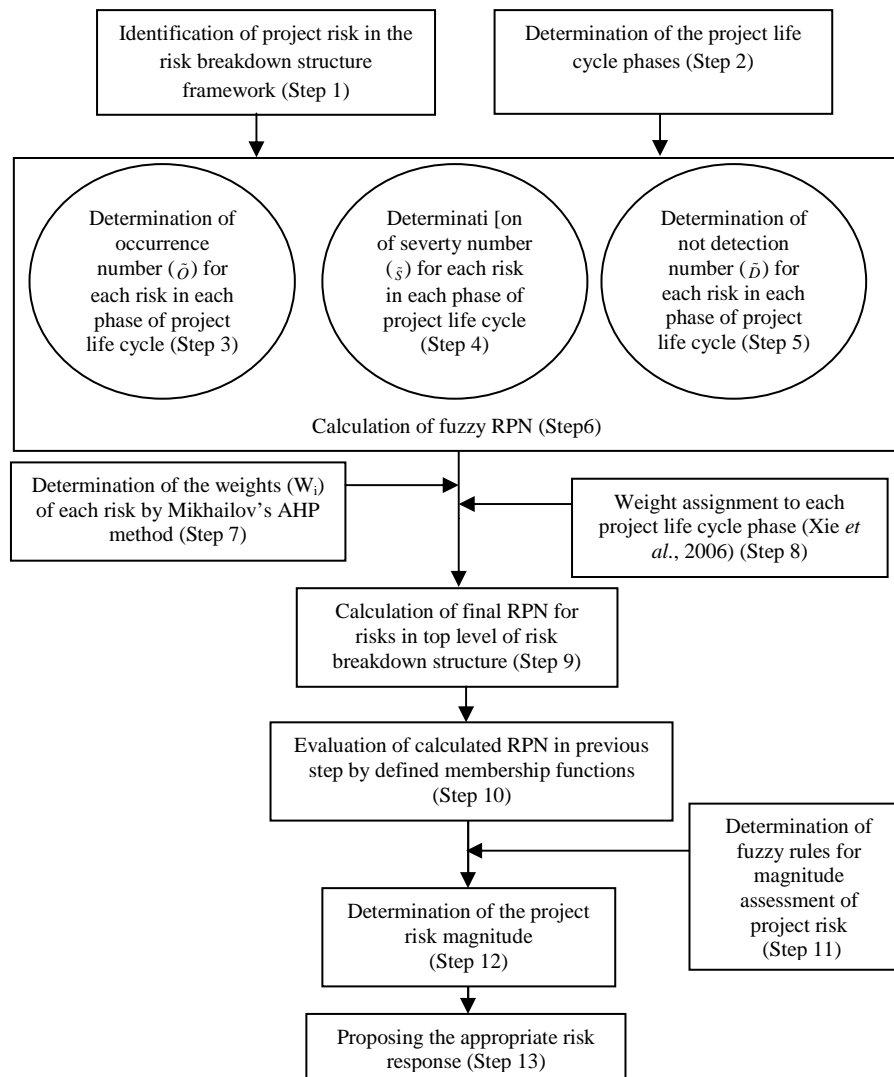 Identification of project risk in the
risk breakdown structure
framework (Step 1)
Determination of the project life
cycle phases (Step 2)
Determination of
occurrence
number (Õ) for
each risk in each
phase of project
life cycle (Step 3)
Determinati [on
of severty number
(s̃) for each risk
in each phase of
project life cycle
(Step 4)
Determination of
not detection
number (D̃) for
each risk in each
phase of project
life cycle (Step 5)
Calculation of fuzzy RPN (Step6)
Determination of the weights (Wᵢ)
of each risk by Mikhailov's AHP
method (Step 7)
Weight assignment to each
project life cycle phase (Xie et
al., 2006) (Step 8)
Calculation of final RPN for
risks in top level of risk
breakdown structure (Step 9)
Evaluation of calculated RPN in previous
step by defined membership functions
(Step 10)
Determination of
fuzzy rules for
magnitude
assessment of
project risk
(Step 11)
Determination of the project
risk magnitude
(Step 12)
Proposing the appropriate risk
response (Step 13)